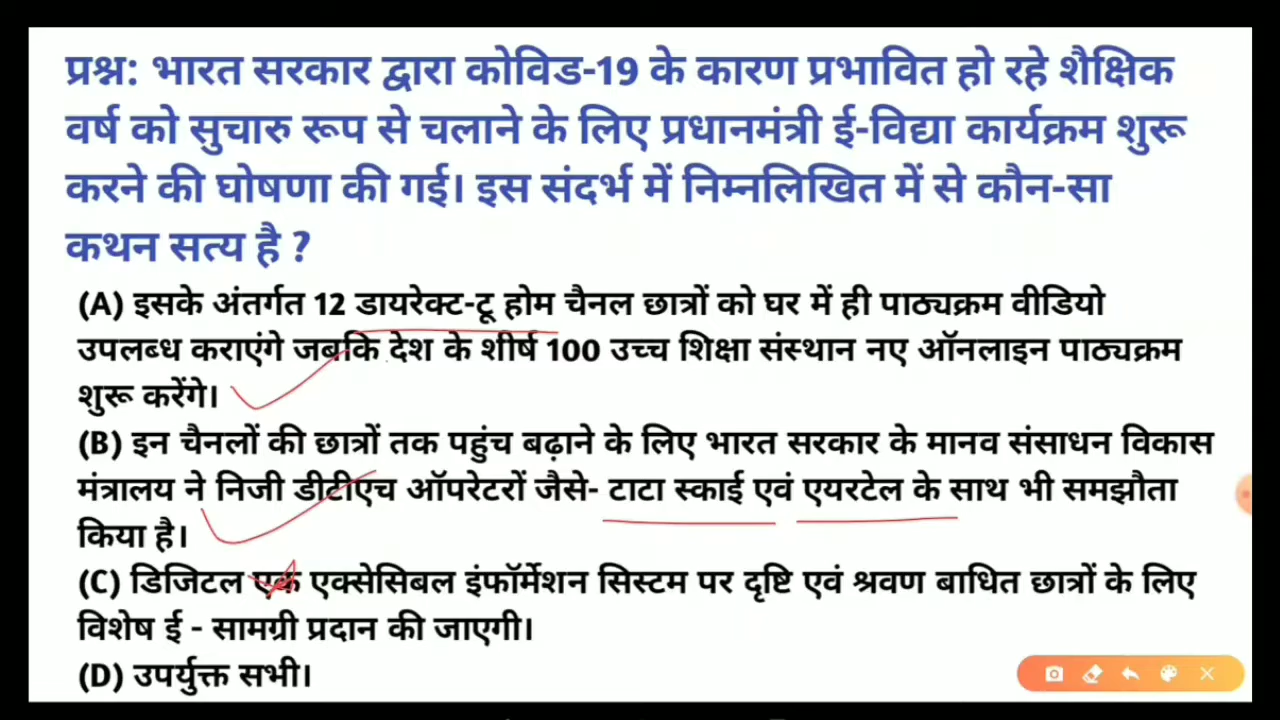 प्रश्न: भारत सरकार द्वारा कोविड-19 के कारण प्रभावित हो रहे शैक्षिक
वर्ष को सुचारु रूप से चलाने के लिए प्रधानमंत्री ई-विद्या कार्यक्रम शुरू
करने की घोषणा की गई। इस संदर्भ में निम्नलिखित में से कौन-सा
कथन सत्य है ?
(A) इसके अंतर्गत 12 डायरेक्ट-टू होम चैनल छात्रों को घर में ही पाठ्यक्रम वीडियो
उपलब्ध कराएंगे जबकि देश के शीर्ष 100 उच्च शिक्षा संस्थान नए ऑनलाइन पाठ्यक्रम
शुरू करेंगे।
(B) इन चैनलों की छात्रों तक पहुंच बढ़ाने के लिए भारत सरकार के मानव संसाधन विकास
मंत्रालय ने निजी डीटीएच ऑपरेटरों जैसे- टाटा स्काई एवं एयरटेल के साथ भी समझौता
किया है।
(C) डिजिटल एक एक्सेसिबल इंफॉर्मेशन सिस्टम पर दृष्टि एवं श्रवण बाधित छात्रों के लिए
विशेष ई - सामग्री प्रदान की जाएगी।
(D) उपर्युक्त सभी।